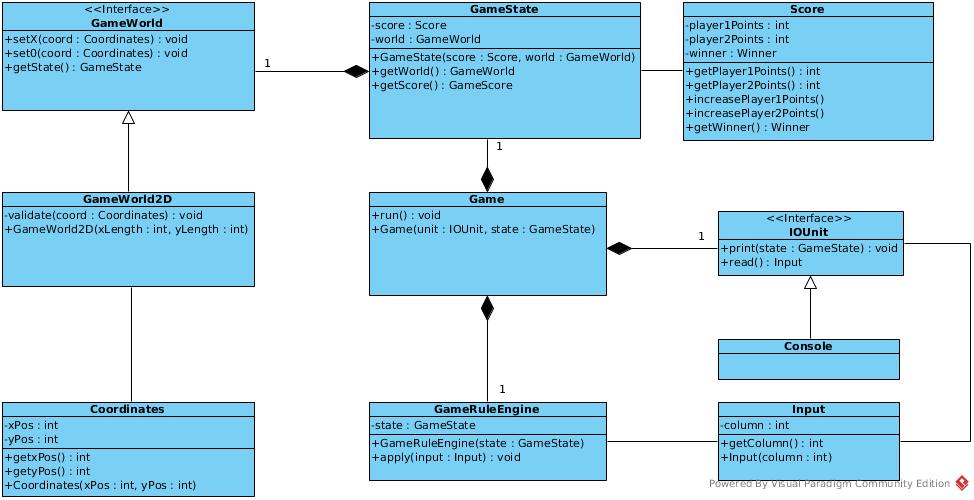 <<Interface>>
GameWorld
+setX(coord : Coordinates) : void
+set0(coord : Coordinates) : void
+getState() : GameState
GameState
-score : Score
-world : GameWorld
+GameState(score : Score, world : GameWorld)
+getWorld() : GameWorld
+getScore() : GameScore
Score
-player1Points : int
-player2Points : int
-winner : Winner
+getPlayer1Points() : int
+getPlayer2Points() : int
+increasePlayer1Points()
+increasePlayer2Points()
+getWinner() : Winner
1
1
GameWorld2D
-validate(coord : Coordinates) : void
+GameWorld2D(xLength : int, yLength : int)
Game
+run() : void
+Game(unit : IOUnit, state : GameState)
1
<<Interface>>
IOUnit
+print(state : GameState) : void
+read() : Input
Console
1
Coordinates
-xPos : int
-yPos : int
+getxPos() : int
+getyPos() : int
+Coordinates(xPos : int, yPos : int)
GameRuleEngine
-state : GameState
+GameRuleEngine(state : GameState)
+apply(input : Input) : void
Input
-column : int
+getColumn() : int
+Input(column : int)
Powered By Visual Paradigm Community Edition